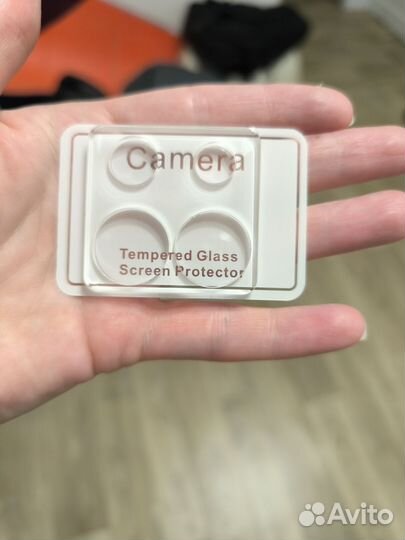 Camera
Tempered Glass
Screen Protector
Avito